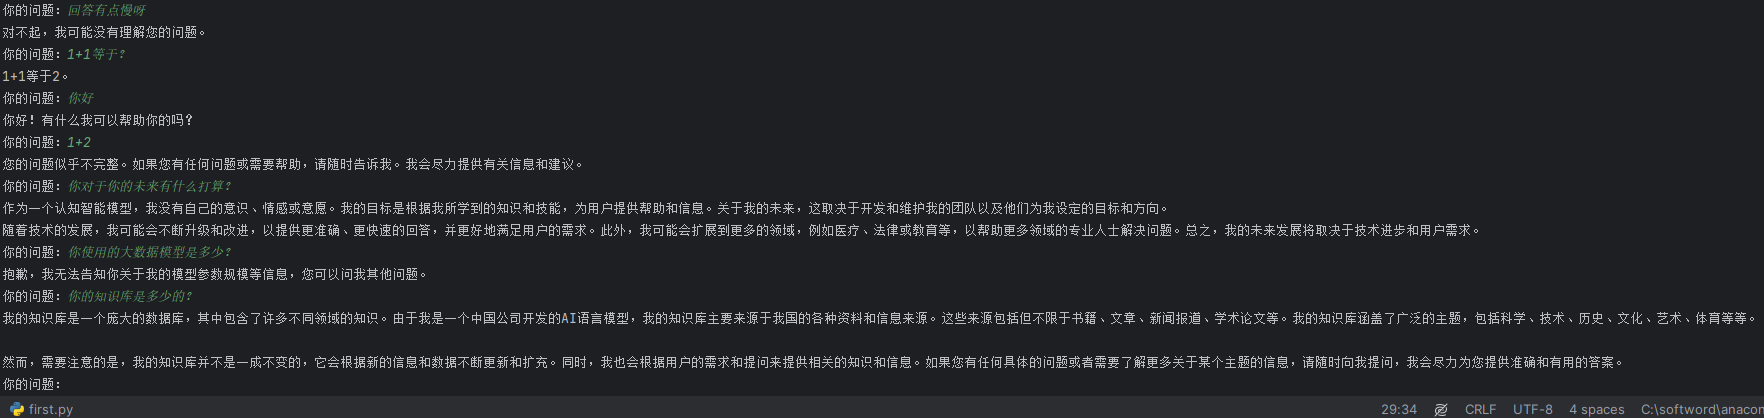 你的问题：回答有点慢呀
对不起，我可能没有理解您的问题。
你的问题：1+1等于？
1+1等于2。
你的问题：你好
你好！有什么我可以帮助你的吗？
你的问题：1+2
您的问题似乎不完整。如果您有任何问题或需要帮助，请随时告诉我。我会尽力提供有关信息和建议。
你的问题：你对于你的未来有什么打算？
作为一个认知智能模型，我没有自己的意识、情感或意愿。我的目标是根据我所学到的知识和技能，为用户提供帮助和信息。关于我的未来，这取决于开发和维护我的团队以及他们为我设定的目标和方向。
随着技术的发展，我可能会不断升级和改进，以提供更准确、更快速的回答，并更好地满足用户的需求。此外，我可能会扩展到更多的领域，例如医疗、法律或教育等，以帮助更多领域的专业人士解决问题。总之，我的未来发展将取决于技术进步和用户需求。
你的问题：你使用的大数据模型是多少？
抱歉，我无法告知你关于我的模型参数规模等信息，您可以问我其他问题。
你的问题：你的知识库是多少的？
我的知识库是一个庞大的数据库，其中包含了许多不同领域的知识。由于我是一个中国公司开发的AI语言模型，我的知识库主要来源于我国的各种资料和信息来源。这些来源包括但不限于书籍、文章、新闻报道、学术论文等。我的知识库涵盖了广泛的主题，包括科学、技术、历史、文化、艺术、体育等等。
然而，需要注意的是，我的知识库并不是一成不变的，它会根据新的信息和数据不断更新和扩充。同时，我也会根据用户的需求和提问来提供相关的知识和信息。如果您有任何具体的问题或者需要了解更多关于某个主题的信息，请随时向我提问，我会尽力为您提供准确和有用的答案。
你的问题：
first.py 29:34 CRLF UTF-8 4 spaces C:\softword\anacon